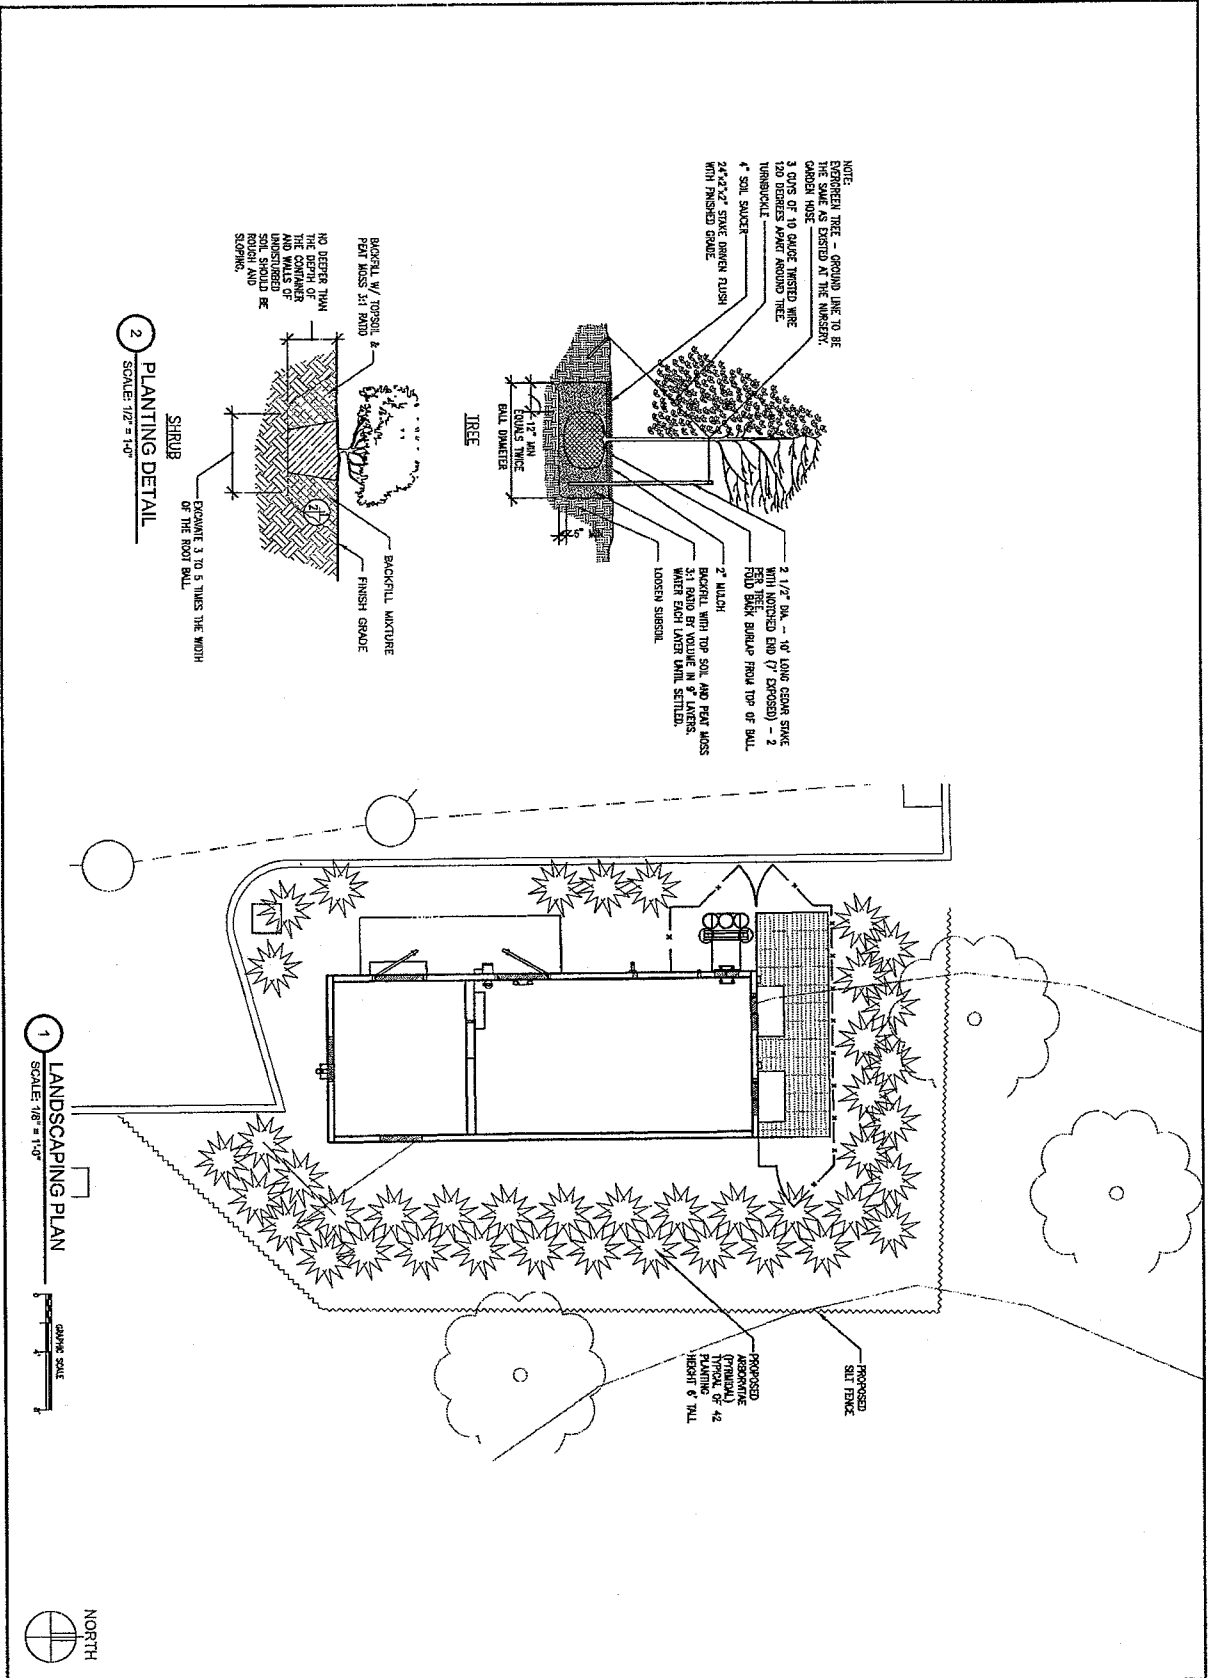 NOTE:
EVERGREEN TREE - GROUND LINE TO BE
THE SAME AS EXISTED AT THE NURSERY.
GARDEN HOSE
3 GUYS OF 10 GAUGE TWISTED WIRE
120 DEGREES APART AROUND TREE.
TURNBUCKLE
4" SOIL SAUCER
24"x2"x2" STAKE DRIVEN FLUSH
WITH FINISHED GRADE.
2 1/2" DIA. - 10' LONG CEDAR STAKE
WITH NOTCHED END (7' EXPOSED) - 2
PER TREE.
FOLD BACK BURLAP FROM TOP OF BALL
2" MULCH
BACKFILL WITH TOP SOIL AND PEAT MOSS
3:1 RATIO BY VOLUME IN 9" LAYERS.
WATER EACH LAYER UNTIL SETTLED.
LOOSEN SUBSOIL
6"
12" MIN
EQUALS TWICE
BALL DIAMETER
TREE
BACKFILL W/ TOPSOIL &
PEAT MOSS 3:1 RATIO
NO DEEPER THAN
THE DEPTH OF
THE CONTAINER
AND WALLS OF
UNDISTURBED
SOIL SHOULD BE
ROUGH AND
SLOPING.
BACKFILL MIXTURE
FINISH GRADE
2
EXCAVATE 3 TO 5 TIMES THE WIDTH
OF THE ROOT BALL
SHRUB
2
PLANTING DETAIL
SCALE: 1/2" = 1'-0"
PROPOSED
SILT FENCE
PROPOSED
ARBORVITAE
(PYRIMIDAL)
TYPICAL OF 42
PLANTING
HEIGHT 6' TALL
1
LANDSCAPING PLAN
SCALE: 1/8" = 1'-0"
GRAPHIC SCALE
0 4' 8'
NORTH